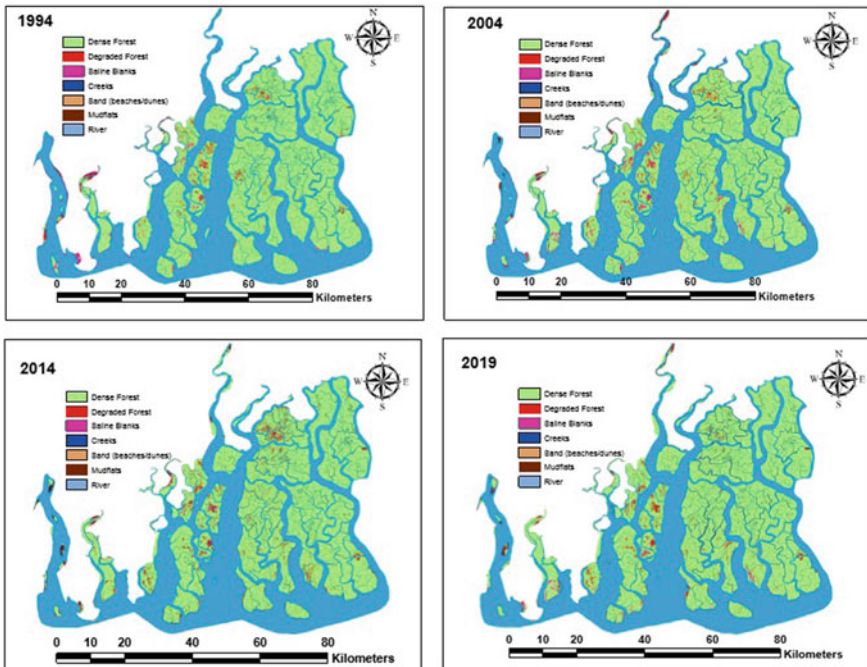 1994
N
W E
S
Dense Forest
Degraded Forest
Saline Blanks
Creeks
Sand (beaches/dunes)
Mudflats
River
0 10 20 40 60 80
Kilometers
2004
N
W E
S
Dense Forest
Degraded Forest
Saline Blanks
Creeks
Sand (beaches/dunes)
Mudflats
River
0 10 20 40 60 80
Kilometers
2014
N
W E
S
Dense Forest
Degraded Forest
Saline Blanks
Creeks
Sand (beaches/dunes)
Mudflats
River
0 10 20 40 60 80
Kilometers
2019
N
W E
S
Dense Forest
Degraded Forest
Saline Blanks
Creeks
Sand (beaches/dunes)
Mudflats
River
0 10 20 40 60 80
Kilometers